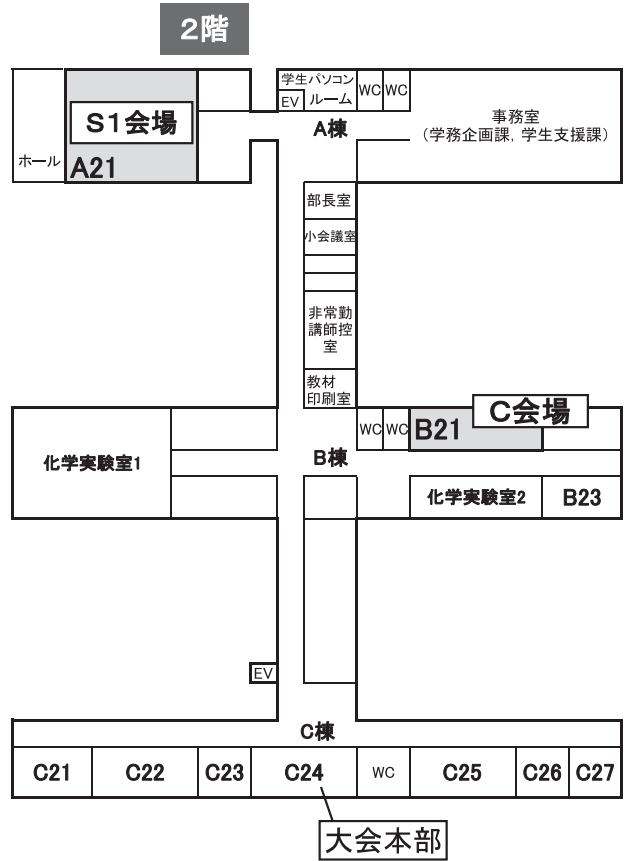 2階
学生パソコン
ルーム
EV
WC
WC
S1会場
A棟
事務室
（学務企画課，学生支援課）
ホール
A21
部長室
小会議室
非常勤
講師控
室
教材
印刷室
C会場
WC
WC
B21
化学実験室1
B棟
化学実験室2
B23
EV
C棟
C21
C22
C23
C24
WC
C25
C26
C27
大会本部